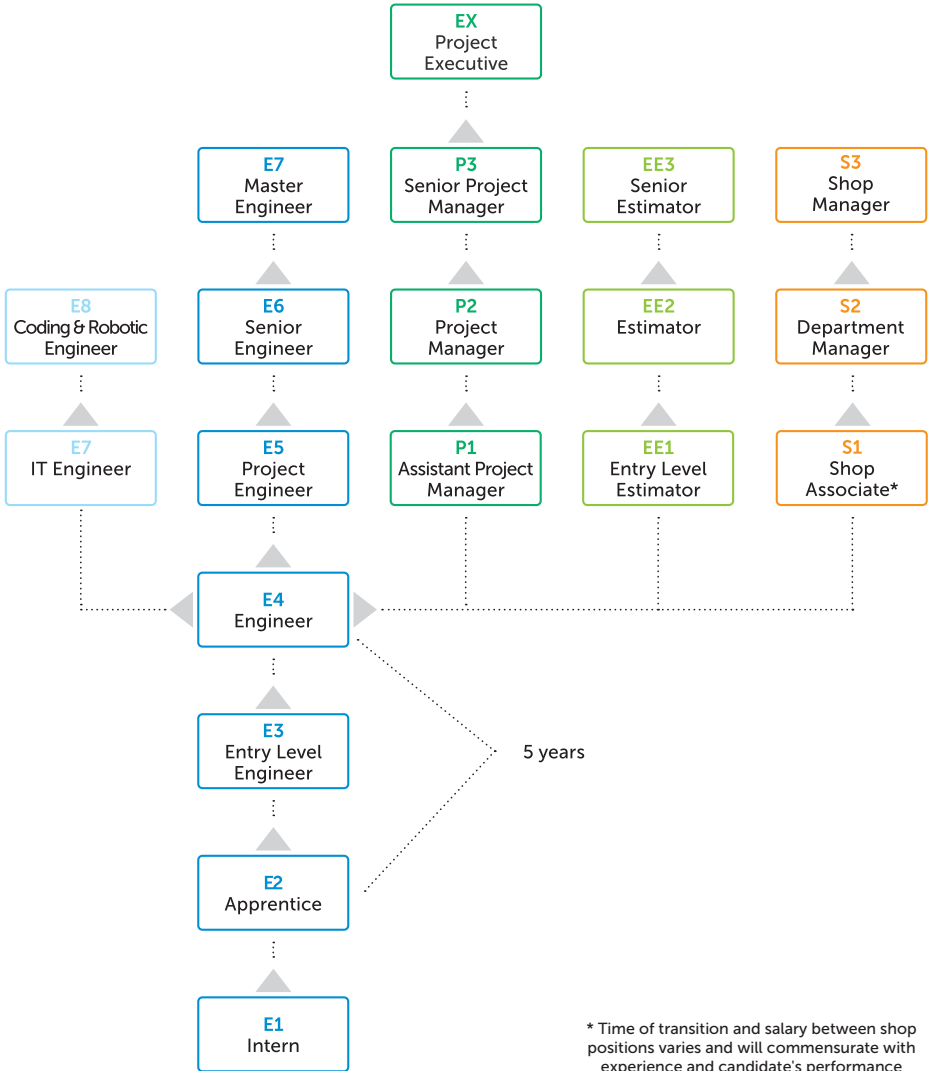 EX
Project
Executive
E7
Master
Engineer
P3
Senior Project
Manager
EE3
Senior
Estimator
S3
Shop
Manager
E8
Coding & Robotic
Engineer
E6
Senior
Engineer
P2
Project
Manager
EE2
Estimator
S2
Department
Manager
E7
IT Engineer
E5
Project
Engineer
P1
Assistant Project
Manager
EE1
Entry Level
Estimator
S1
Shop
Associate*
E4
Engineer
E3
Entry Level
Engineer
5 years
E2
Apprentice
E1
Intern
* Time of transition and salary between shop
positions varies and will commensurate with
experience and candidate's performance